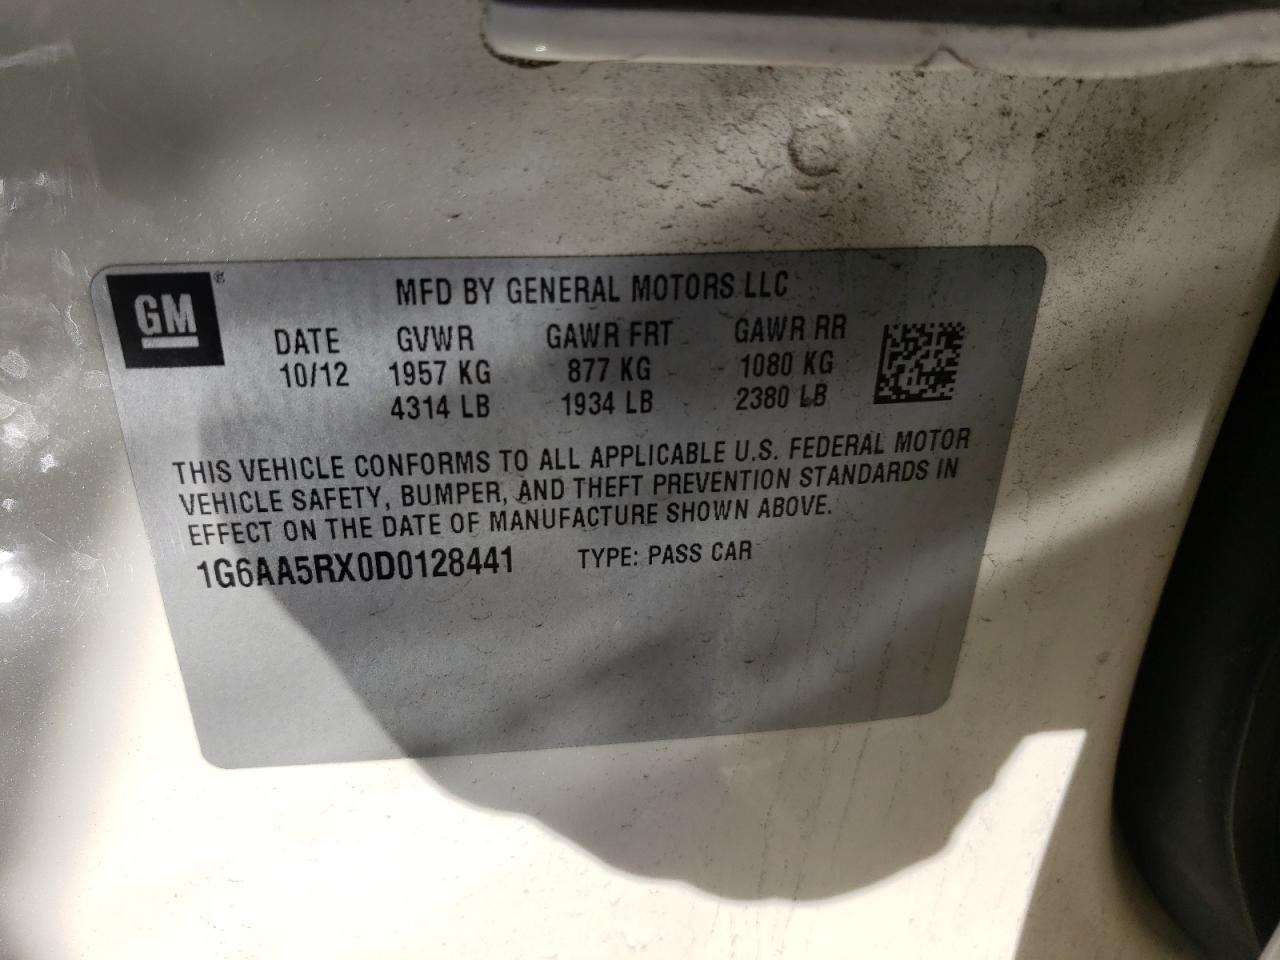 GM ®
MFD BY GENERAL MOTORS LLC
DATE GVWR GAWR FRT GAWR RR
10/12 1957 KG 877 KG 1080 KG
4314 LB 1934 LB 2380 LB
THIS VEHICLE CONFORMS TO ALL APPLICABLE U.S. FEDERAL MOTOR
VEHICLE SAFETY, BUMPER, AND THEFT PREVENTION STANDARDS IN
EFFECT ON THE DATE OF MANUFACTURE SHOWN ABOVE.
1G6AA5RX0D0128441 TYPE: PASS CAR